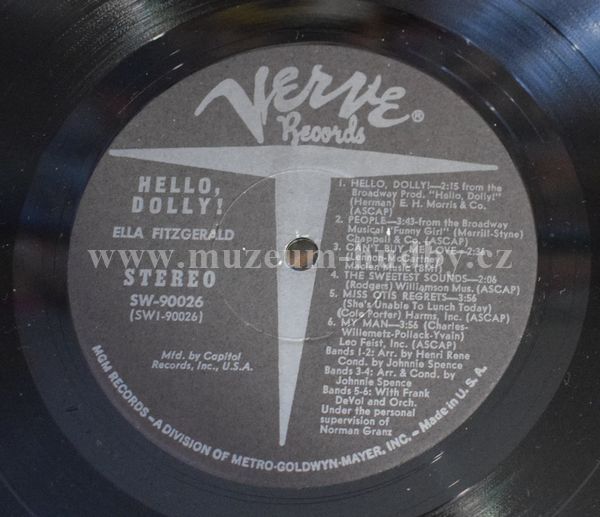 VERVE®
Records
HELLO,
DOLLY!
ELLA FITZGERALD
STEREO
SW-90026
(SW1-90026)
Mfd. by Capitol
Records, Inc., U.S.A.
1. HELLO, DOLLY!—2:15 from the
Broadway Prod. "Hello, Dolly!"
(Herman) E. H. Morris & Co.
(ASCAP)
2. PEOPLE—3:43-from the Broadway
Musical "Funny Girl" (Merrill-Styne)
Chappell & Co. (ASCAP)
3. CAN'T BUY ME LOVE—2:34
(Lennon-McCartney)
Maclen Music (BMI)
4. THE SWEETEST SOUNDS—2:06
(Rodgers) Williamson Mus. (ASCAP)
5. MISS OTIS REGRETS—3:56
(She's Unable To Lunch Today)
(Cole Porter) Harms, Inc. (ASCAP)
6. MY MAN—3:56 (Charles-
Willemetz-Pollack-Yvain)
Leo Feist, Inc. (ASCAP)
Bands 1-2: Arr. by Henri Rene
Cond. by Johnnie Spence
Bands 3-4: Arr. & Cond. by
Johnnie Spence
Bands 5-6: With Frank
DeVol and Orch.
Under the personal
supervision of
Norman Granz
MGM RECORDS—A DIVISION OF METRO-GOLDWYN-MAYER, INC.—Made in U.S.A.
www.muzeum-hudby.cz